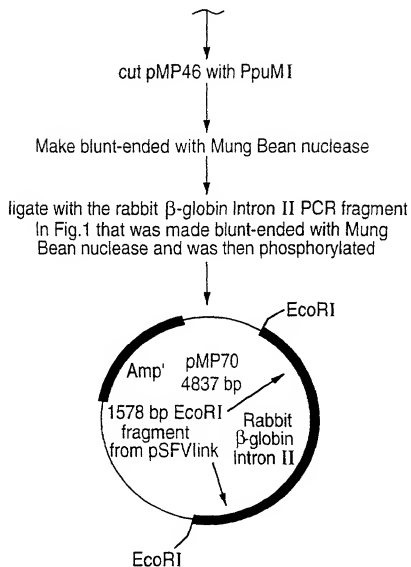 cut pMP46 with PpuMI
Make blunt-ended with Mung Bean nuclease
ligate with the rabbit β-globin Intron II PCR fragment
In Fig.1 that was made blunt-ended with Mung
Bean nuclease and was then phosphorylated
EcoRI
Amp'
pMP70
4837 bp
1578 bp EcoRI
fragment
from pSFVlink
Rabbit
β-globin
Intron II
EcoRI